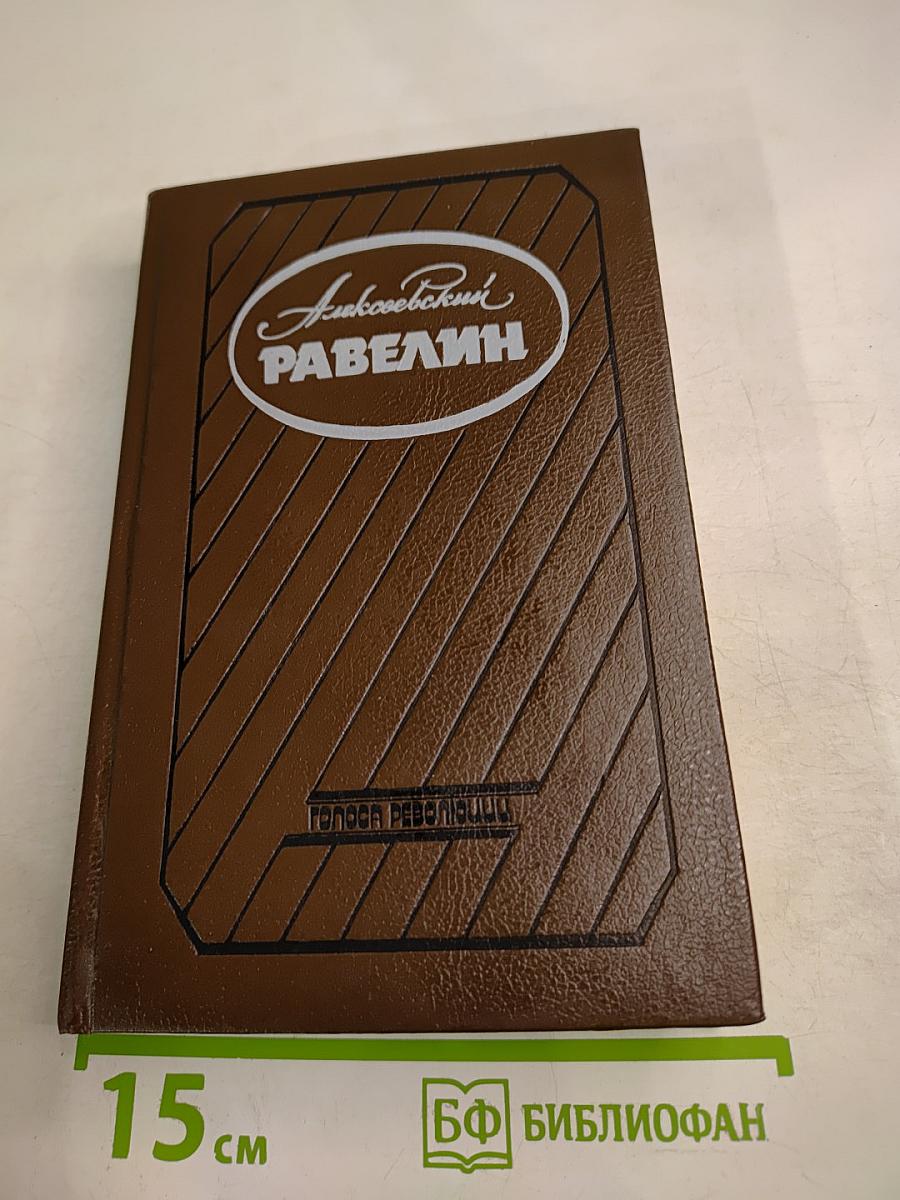 Алексеевский
РАВЕЛИН
ГОЛОСА РЕВОЛЮЦИИ
15 см
БФ БИБЛИОФАН